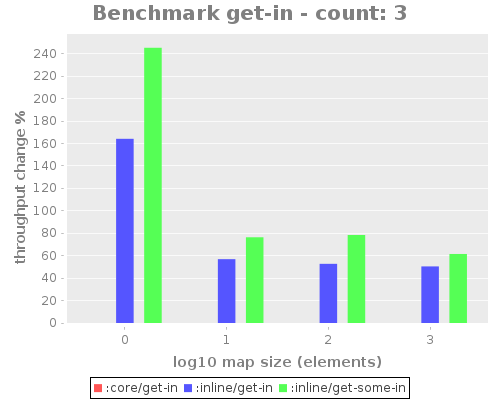 Benchmark get-in - count: 3
throughput change %
240
220
200
180
160
140
120
100
80
60
40
20
0
0 1 2 3
log10 map size (elements)
:core/get-in :inline/get-in :inline/get-some-in